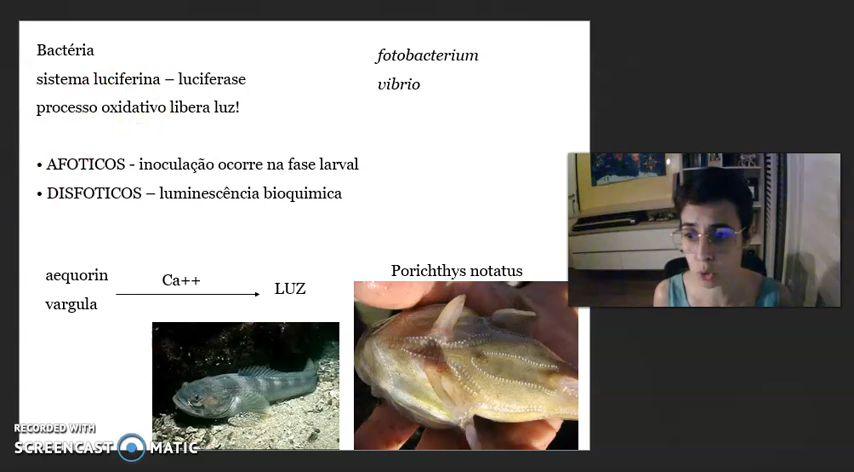 Bactéria
sistema luciferina – luciferase
processo oxidativo libera luz!
fotobacterium
vibrio
• AFOTICOS - inoculação ocorre na fase larval
• DISFOTICOS – luminescência bioquimica
aequorin
vargula
Ca++
LUZ
Porichthys notatus
RECORDED WITH
SCREENCAST MATIC